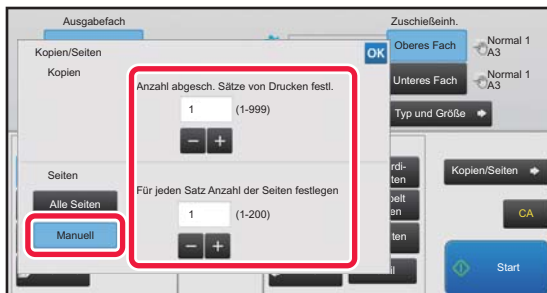 Ausgabefach
Zuschießeinh.
Kopien/Seiten
OK
Oberes Fach
Normal 1
A3
Kopien
Anzahl abgesch. Sätze von Drucken festl.
Unteres Fach
Normal 1
A3
1
(1-999)
Typ und Größe
Seiten
Für jeden Satz Anzahl der Seiten festlegen
Kopien/Seiten
Alle Seiten
1
(1-200)
CA
Manuell
Start